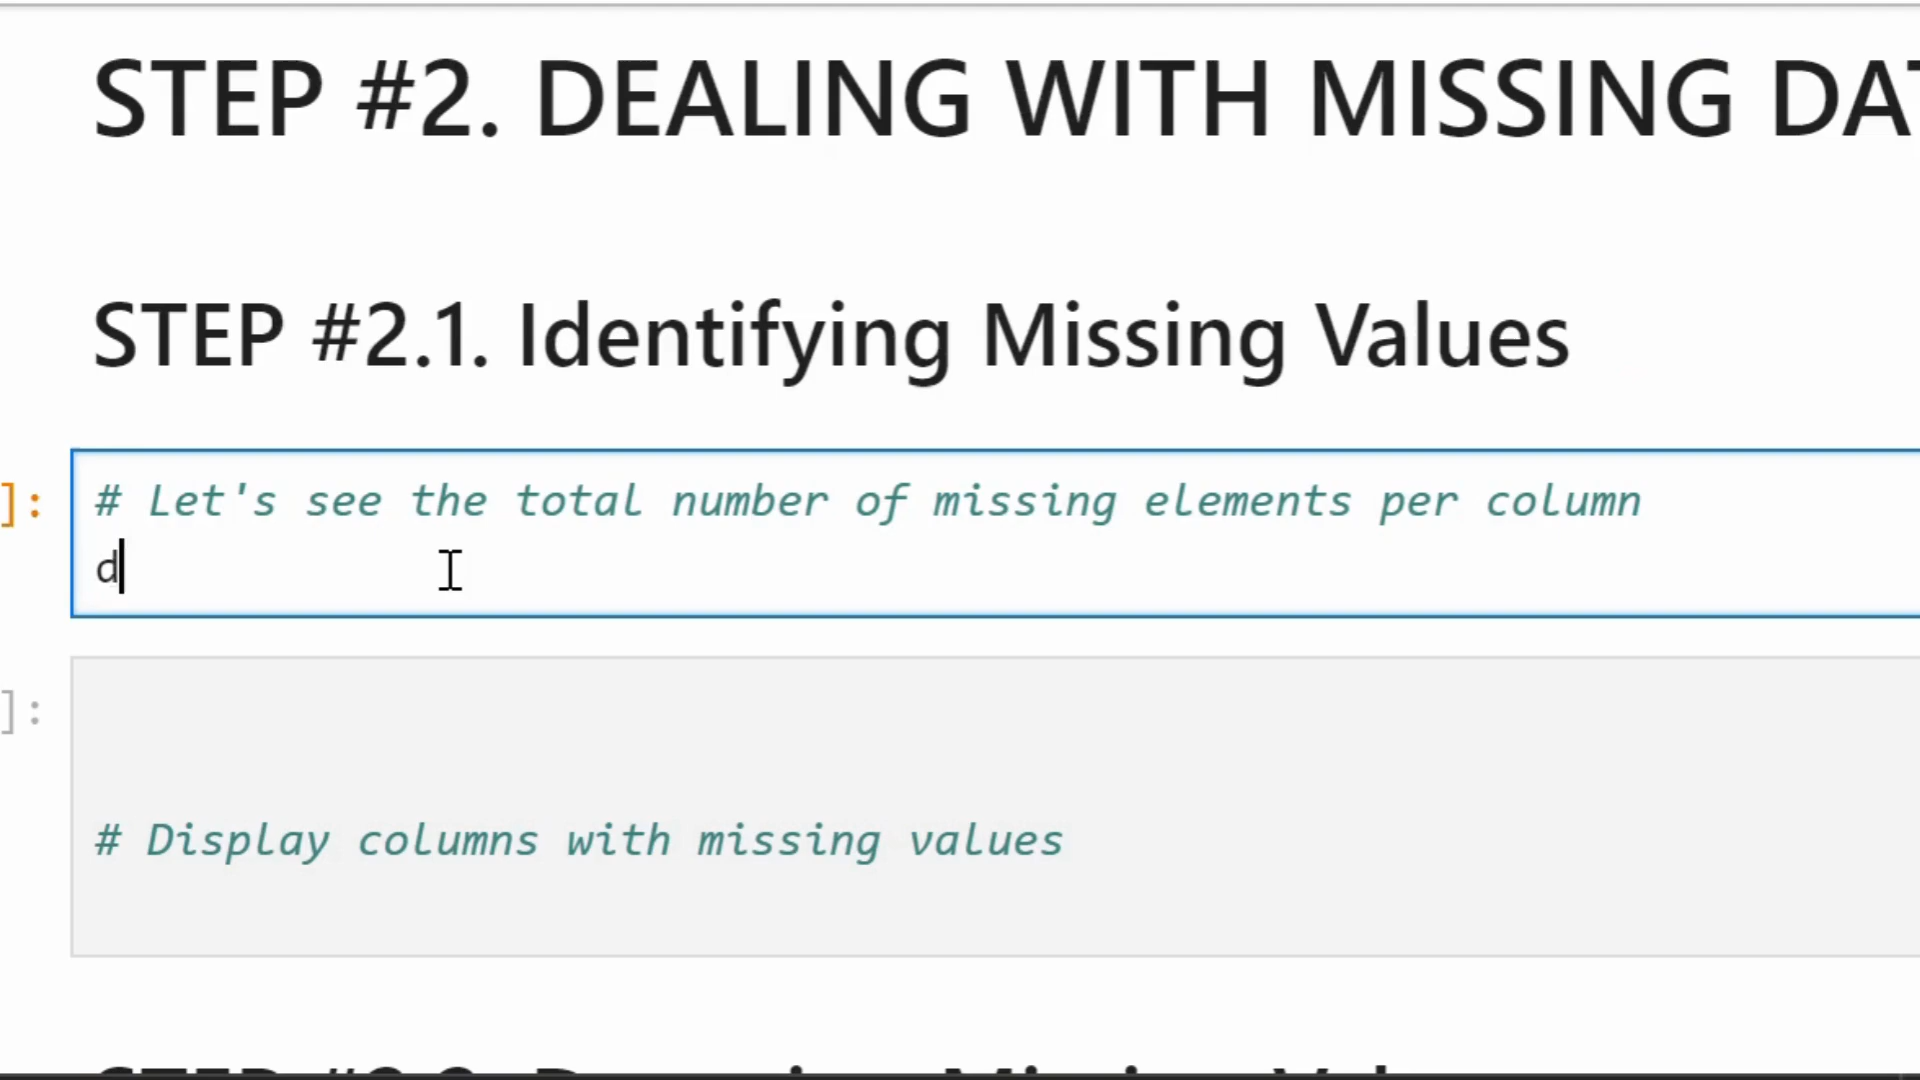 STEP #2. DEALING WITH MISSING
STEP #2.1. Identifying Missing Values
]:
# Let's see the total number of missing elements per column
d
]:
# Display columns with missing values